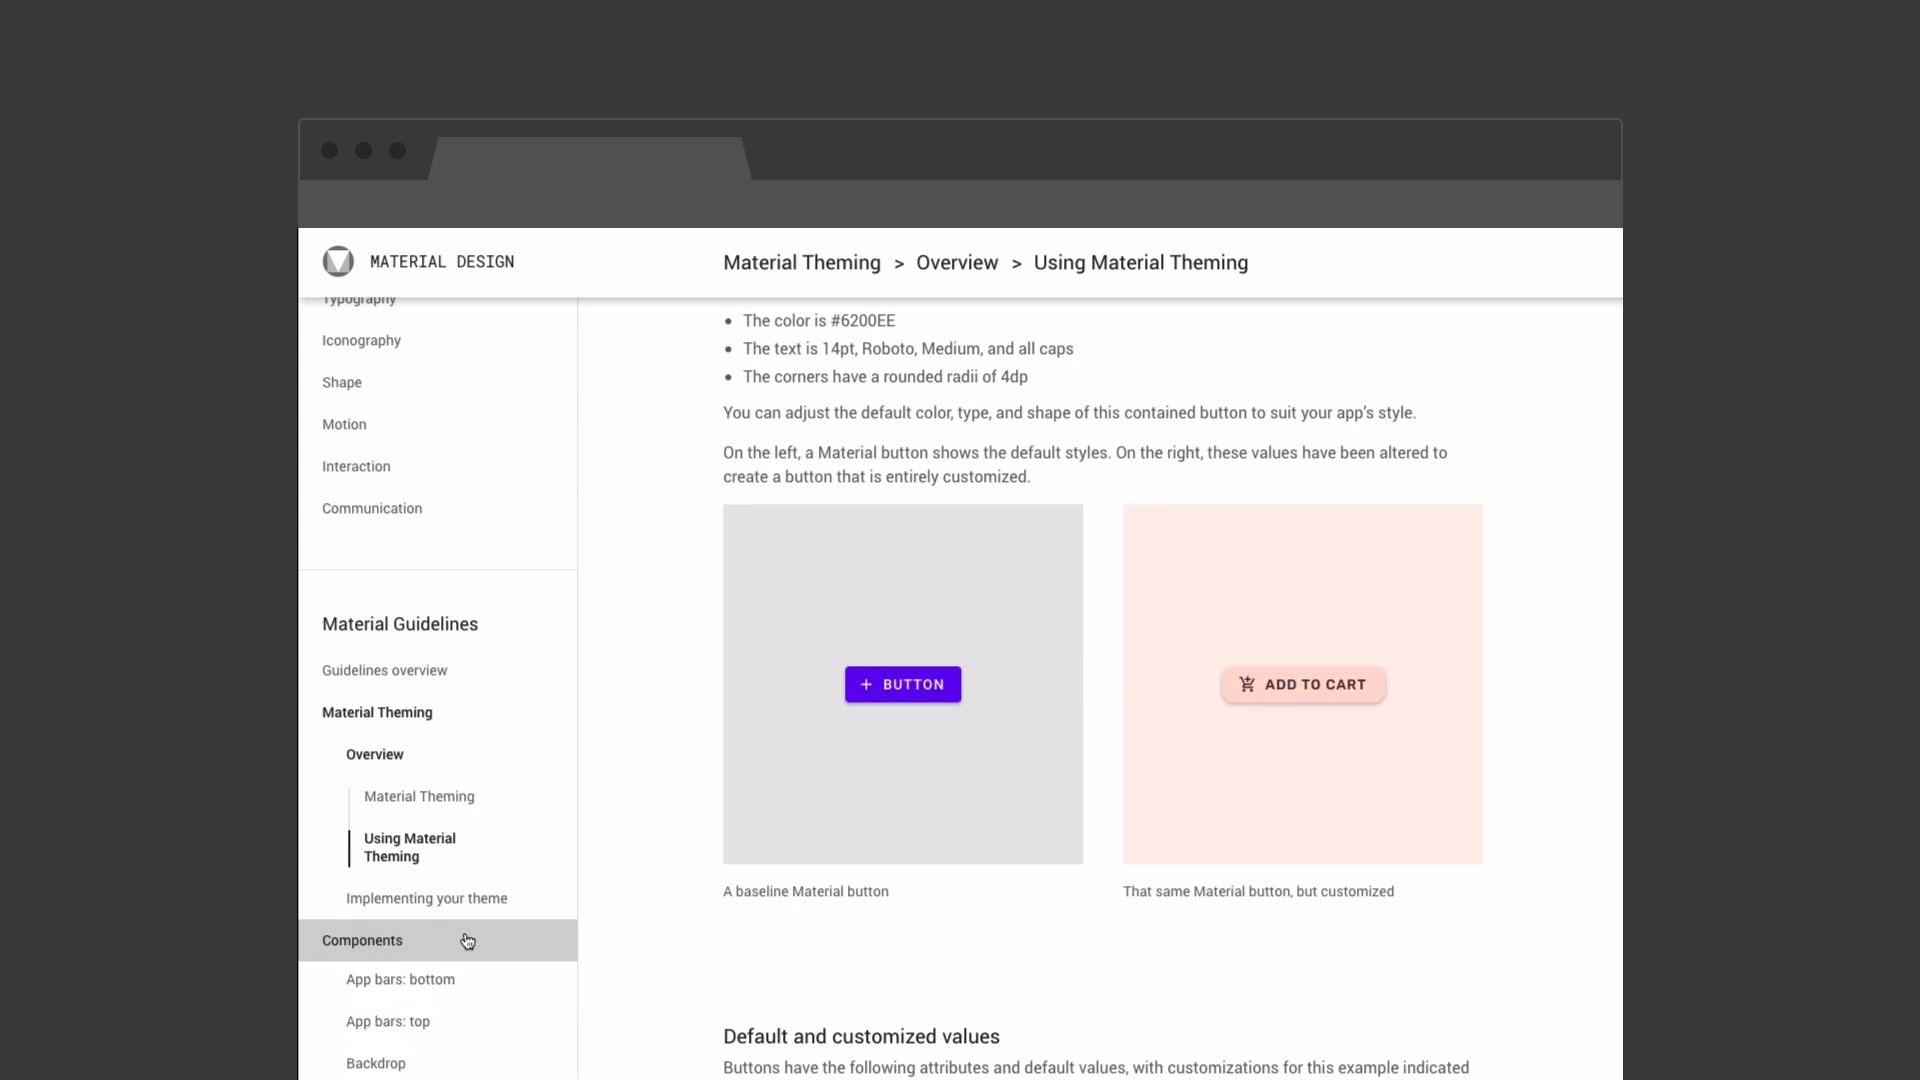 MATERIAL DESIGN
Material Theming > Overview > Using Material Theming
Typography
Iconography
Shape
Motion
Interaction
Communication
Material Guidelines
Guidelines overview
Material Theming
Overview
Material Theming
Using Material
Theming
Implementing your theme
Components
App bars: bottom
App bars: top
Backdrop
• The color is #6200EE
• The text is 14pt, Roboto, Medium, and all caps
• The corners have a rounded radii of 4dp
You can adjust the default color, type, and shape of this contained button to suit your app’s style.
On the left, a Material button shows the default styles. On the right, these values have been altered to
create a button that is entirely customized.
+ BUTTON
ADD TO CART
A baseline Material button
That same Material button, but customized
Default and customized values
Buttons have the following attributes and default values, with customizations for this example indicated